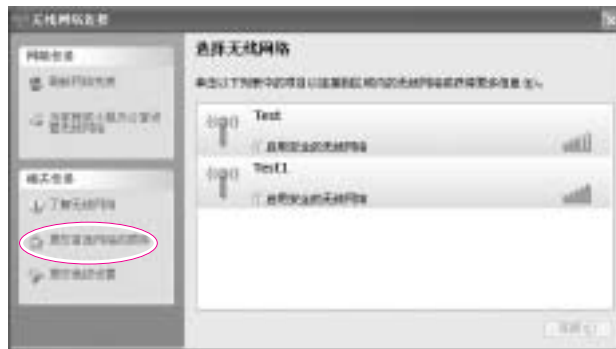 无线网络连接
网络任务
刷新网络列表
为家庭或小型办公室设
置无线网络
相关任务
了解无线网络
更改首选网络的顺序
更改高级设置
选择无线网络
单击以下列表中的项目以连接到区域内的无线网络或获得更多信息(W)。
Test
启用安全的无线网络
Test1
启用安全的无线网络
连接(C)